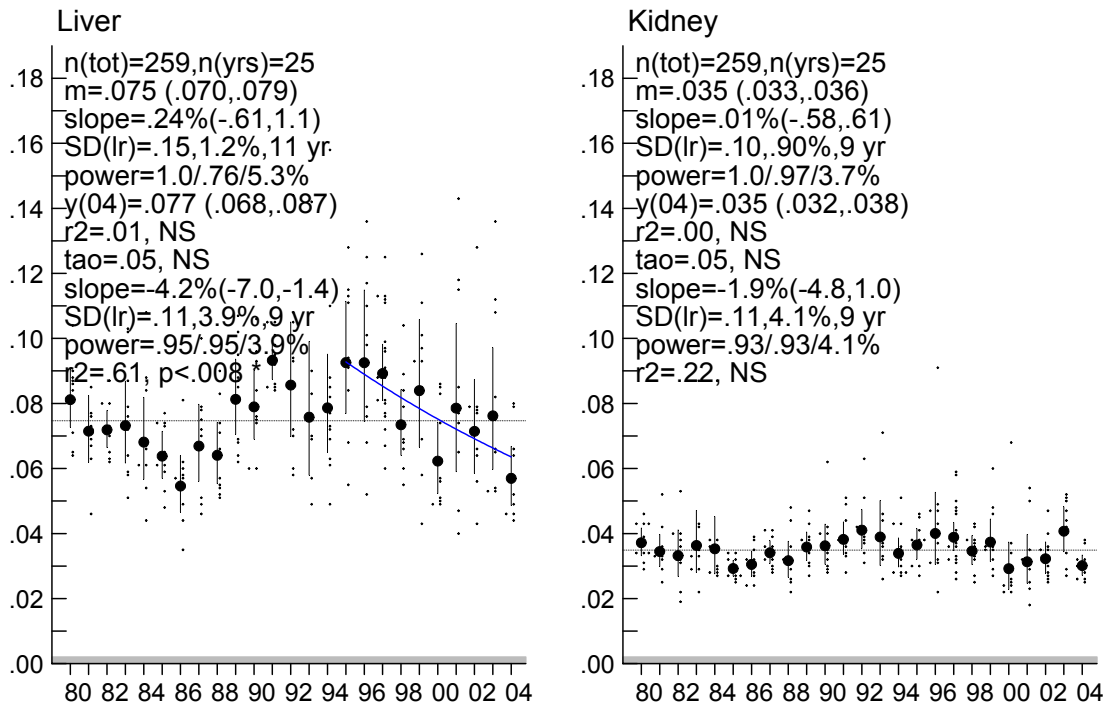 Liver
n(tot)=259,n(yrs)=25
m=.075 (.070,.079)
slope=.24%(-.61,1.1)
SD(lr)=.15,1.2%,11 yr
power=1.0/.76/5.3%
y(04)=.077 (.068,.087)
r2=.01, NS
tao=.05, NS
slope=-4.2%(-7.0,-1.4)
SD(lr)=.11,3.9%,9 yr
power=.95/.95/3.9%
r2=.61, p<.008 *
.18
.16
.14
.12
.10
.08
.06
.04
.02
.00
80 82 84 86 88 90 92 94 96 98 00 02 04
Kidney
n(tot)=259,n(yrs)=25
m=.035 (.033,.036)
slope=.01%(-.58,.61)
SD(lr)=.10,.90%,9 yr
power=1.0/.97/3.7%
y(04)=.035 (.032,.038)
r2=.00, NS
tao=.05, NS
slope=-1.9%(-4.8,1.0)
SD(lr)=.11,4.1%,9 yr
power=.93/.93/4.1%
r2=.22, NS
.18
.16
.14
.12
.10
.08
.06
.04
.02
.00
80 82 84 86 88 90 92 94 96 98 00 02 04